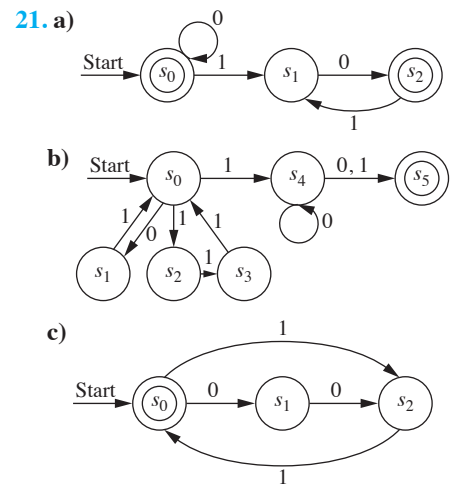 21. a)
0
Start s0 1 s1 0 s2
1
b) Start s0 1 s4 0, 1 s5
1 0 1 1 0
s1 s2 1 s3
c)
1
Start s0 0 s1 0 s2
1